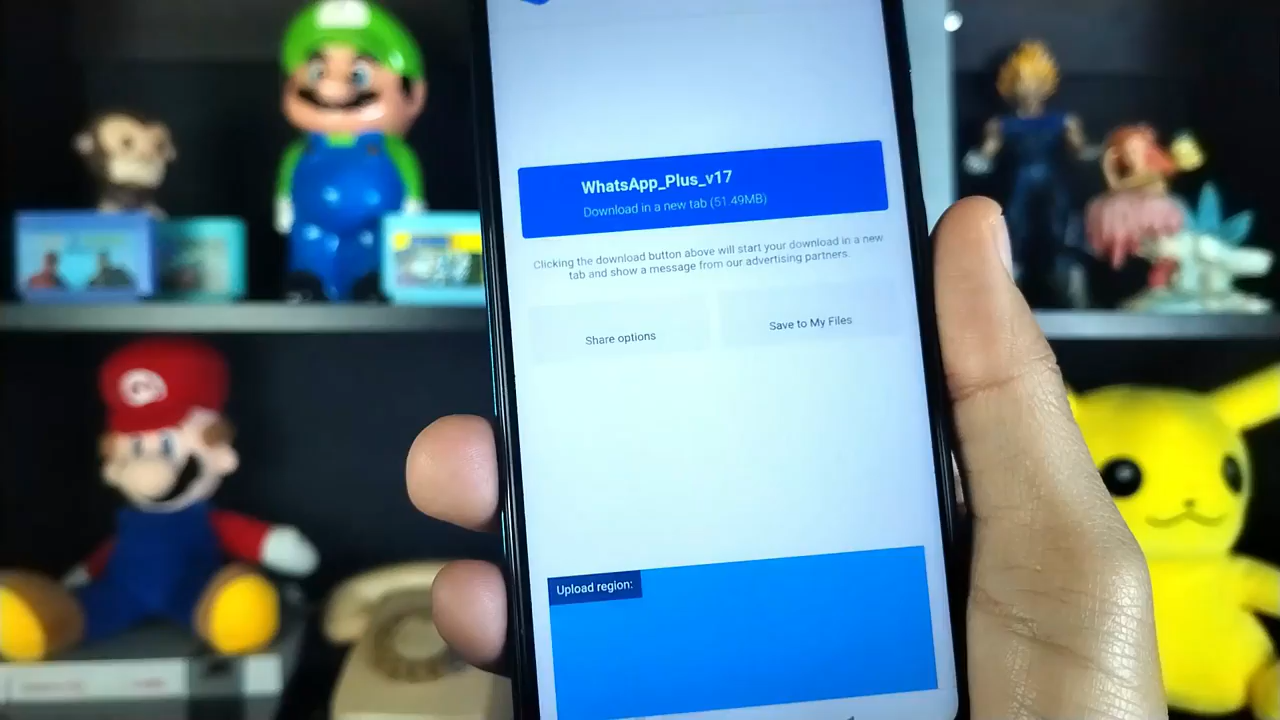 WhatsApp_Plus_v17
Download in a new tab (51.49MB)
Clicking the download button above will start your download in a new
tab and show a message from our advertising partners.
Share options
Save to My Files
Upload region: